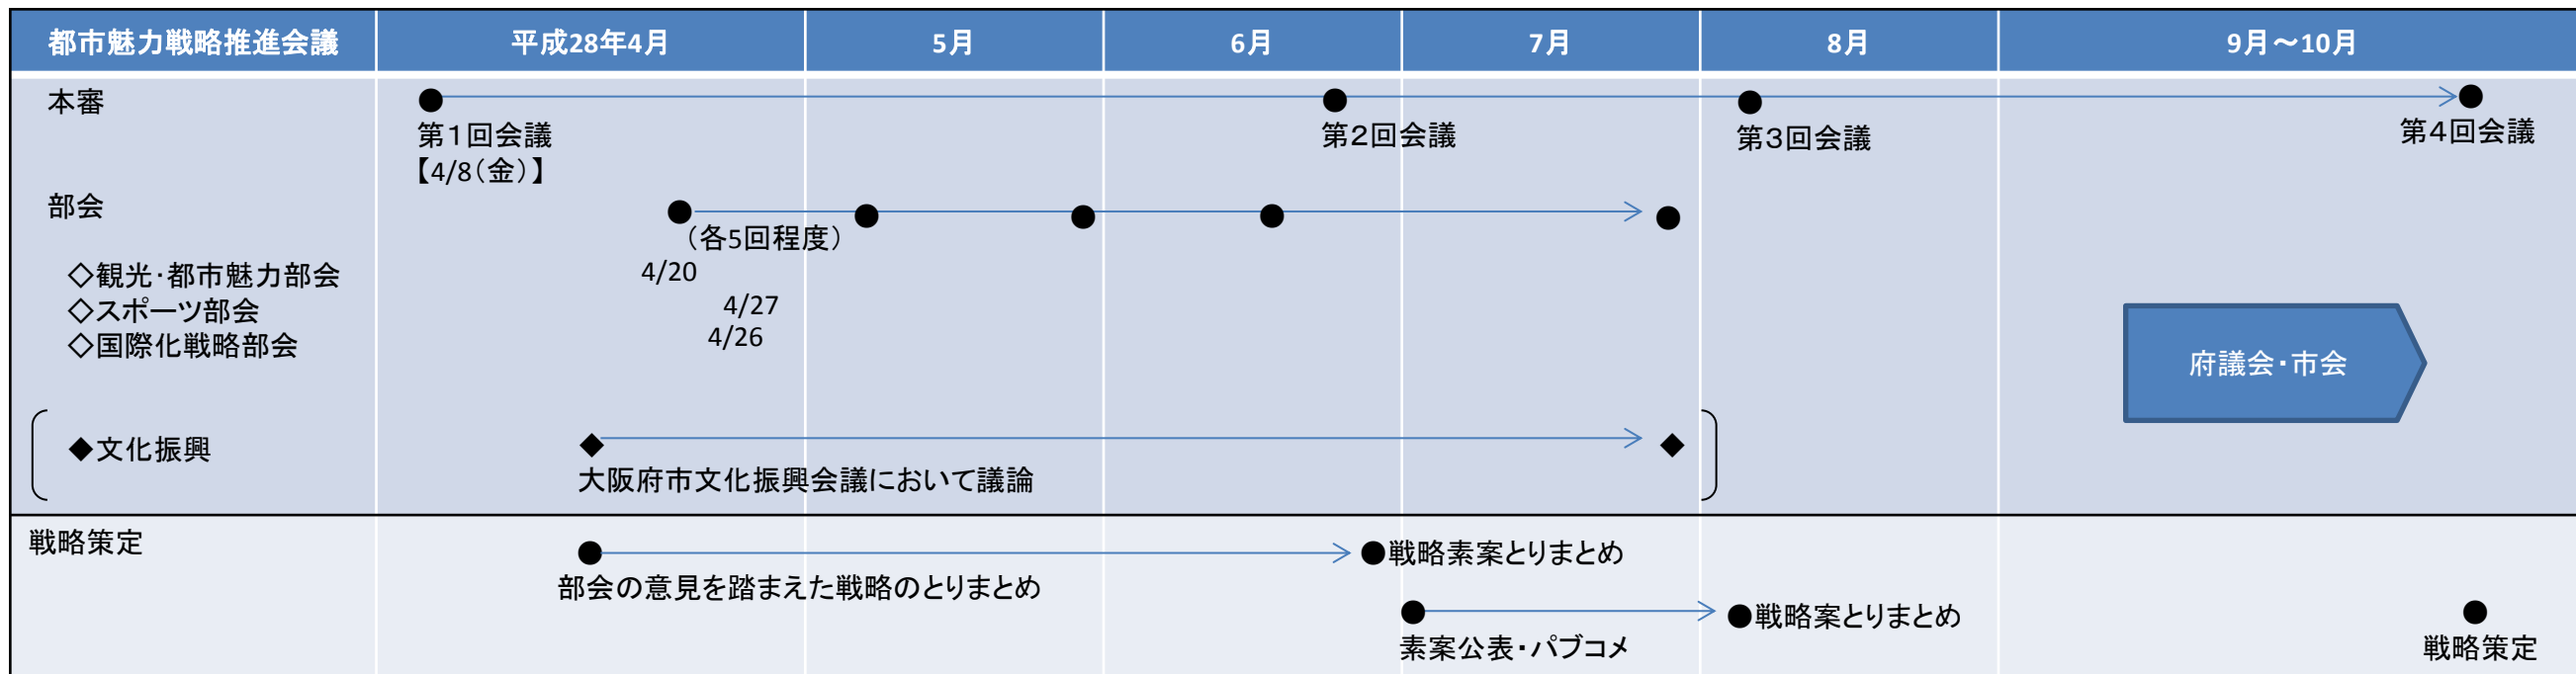 都市魅力戦略推進会議 平成28年4月 5月 6月 7月 8月 9月～10月
本審
第1回会議 第2回会議 第3回会議 第4回会議
【4/8（金）】
部会
（各5回程度）
4/20
◇観光・都市魅力部会
4/27
◇スポーツ部会
4/26
◇国際化戦略部会
府議会・市会
◆文化振興
大阪府市文化振興会議において議論
戦略策定
戦略素案とりまとめ
部会の意見を踏まえた戦略のとりまとめ
戦略案とりまとめ
素案公表・パブコメ
戦略策定